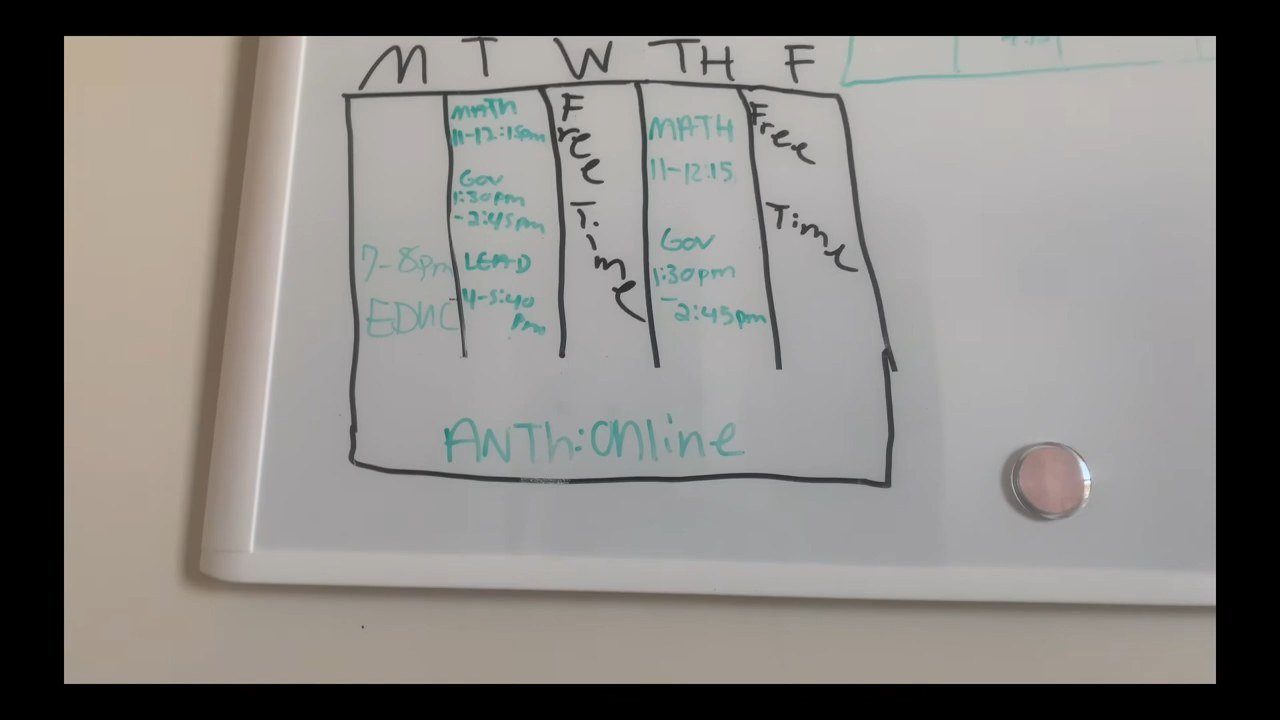 M T W TH F
7-8pm
EDUC
MATH
11-12:15pm
Gov
1:30pm
-2:45pm
LEAD
4-5:40
pm
Free
Time
MATH
11-12:15
Gov
1:30pm
-2:45pm
Free
Time
ANTh:Online